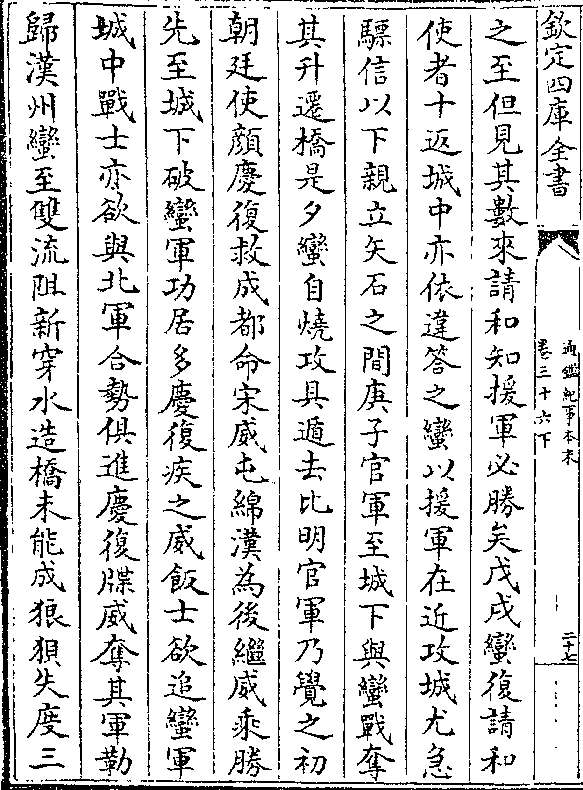 欽定四庫全書
通鑑紀事本末
卷三十六下
二十七
之至但見其數來請和知援軍必勝矣戊戌蠻復請和
使者十返城中亦依違答之蠻以援軍在近攻城尤急
驃信以下親立矢石之間庚子官軍至城下與蠻戰奪
其升遷橋是夕蠻自燒攻具遁去比明官軍乃覺之初
朝廷使顔慶復救成都命宋威屯綿漢為後繼威乘勝
先至城下破蠻軍功居多慶復疾之威飯士欲追蠻軍
城中戰士亦欲與北軍合勢俱進慶復牒威奪其軍勒
歸漢州蠻至雙流阻新穿水造橋未能成狼狽失度三